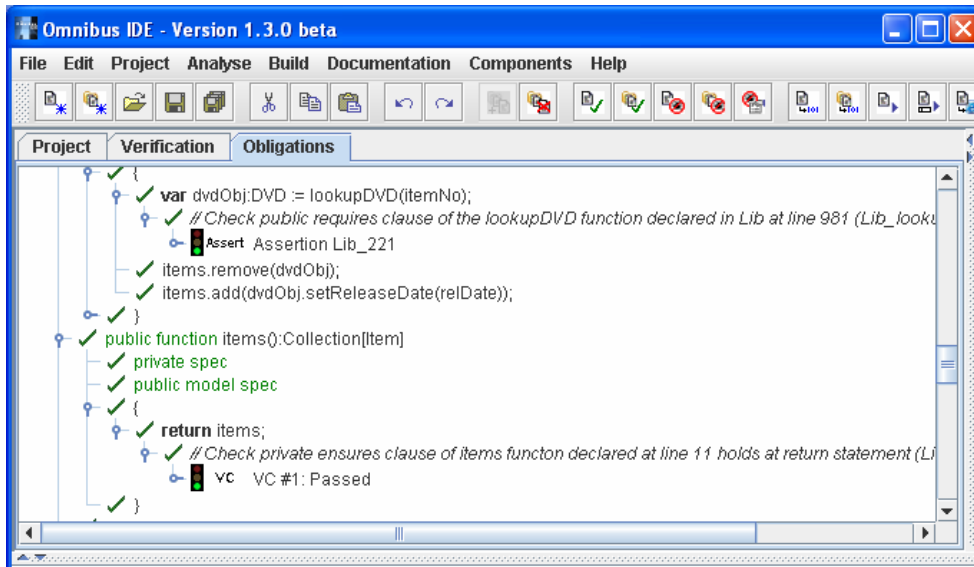 Omnibus IDE - Version 1.3.0 beta
File Edit Project Analyse Build Documentation Components Help
Project Verification Obligations
{
var dvdObj:DVD := lookupDVD(itemNo);
// Check public requires clause of the lookupDVD function declared in Lib at line 981 (Lib_looku
Assert Assertion Lib_221
items.remove(dvdObj);
items.add(dvdObj.setReleaseDate(relDate));
}
public function items():Collection[Item]
private spec
public model spec
{
return items;
// Check private ensures clause of items functon declared at line 11 holds at return statement (Li
VC VC #1: Passed
}